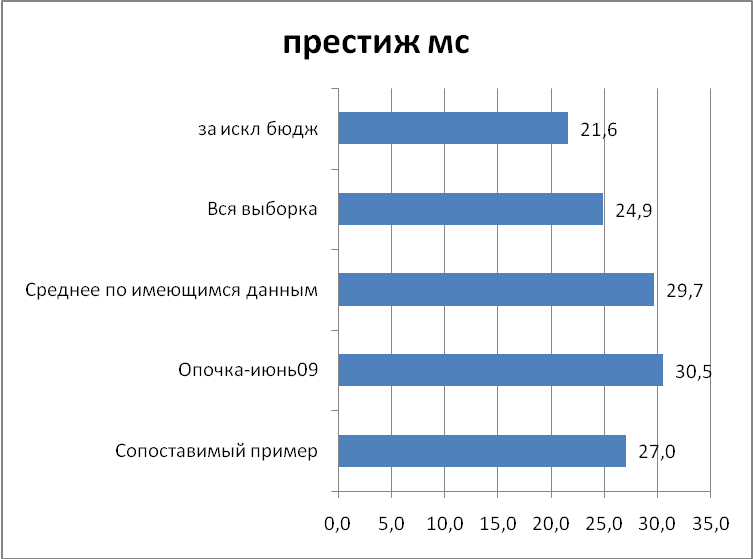 престиж мс
за искл бюдж
21,6
Вся выборка
24,9
Среднее по имеющимся данным
29,7
Опочка-июнь09
30,5
Сопоставимый пример
27,0
0,0 5,0 10,0 15,0 20,0 25,0 30,0 35,0